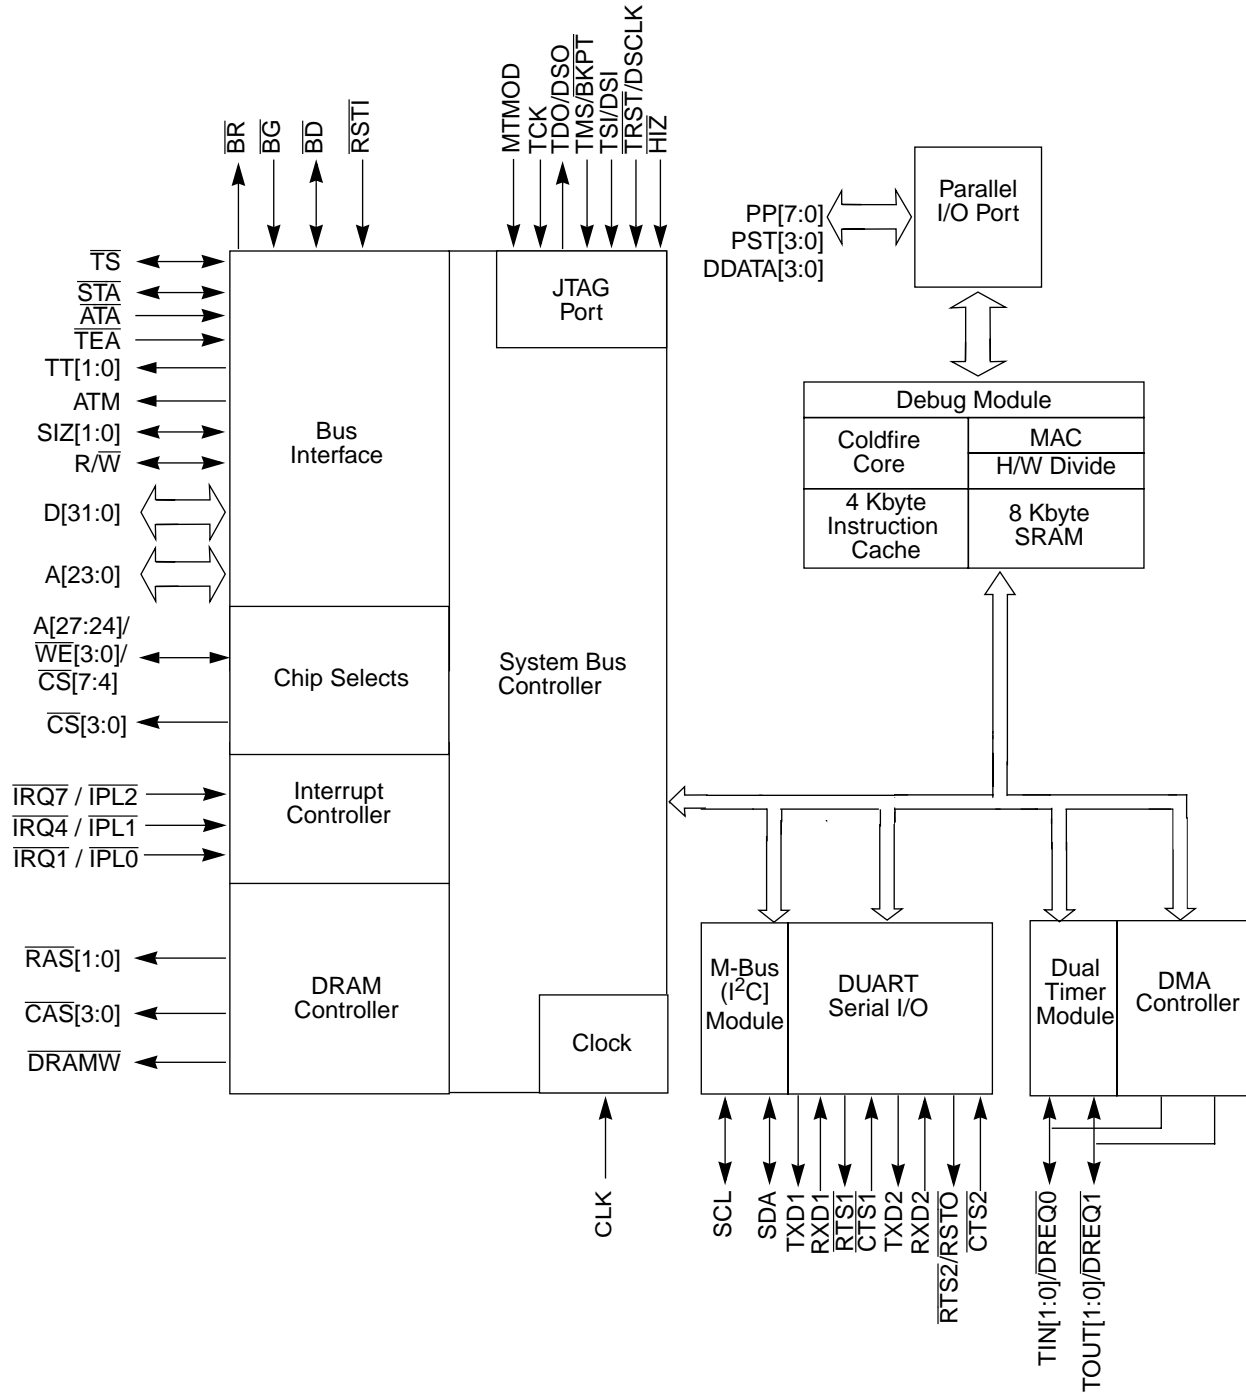 BR
BG
BD
RSTI
MTMOD
TCK
TDO/DSO
TMS/BKPT
TSI/DSI
TRST/DSCLK
HIZ
TS
STA
ATA
TEA
TT[1:0]
ATM
SIZ[1:0]
R/W
D[31:0]
A[23:0]
A[27:24]/
WE[3:0]/
CS[7:4]
CS[3:0]
IRQ7 / IPL2
IRQ4 / IPL1
IRQ1 / IPL0
RAS[1:0]
CAS[3:0]
DRAMW
Bus
Interface
Chip Selects
Interrupt
Controller
DRAM
Controller
JTAG
Port
System Bus
Controller
Clock
CLK
Parallel
I/O Port
PP[7:0]
PST[3:0]
DDATA[3:0]
Debug Module
Coldfire
Core
MAC
H/W Divide
4 Kbyte
Instruction
Cache
8 Kbyte
SRAM
M-Bus
(I²C]
Module
DUART
Serial I/O
Dual
Timer
Module
DMA
Controller
SCL
SDA
TXD1
RXD1
RTS1
CTS1
TXD2
RXD2
RTS2/RSTO
CTS2
TIN[1:0]/DREQ0
TOUT[1:0]/DREQ1